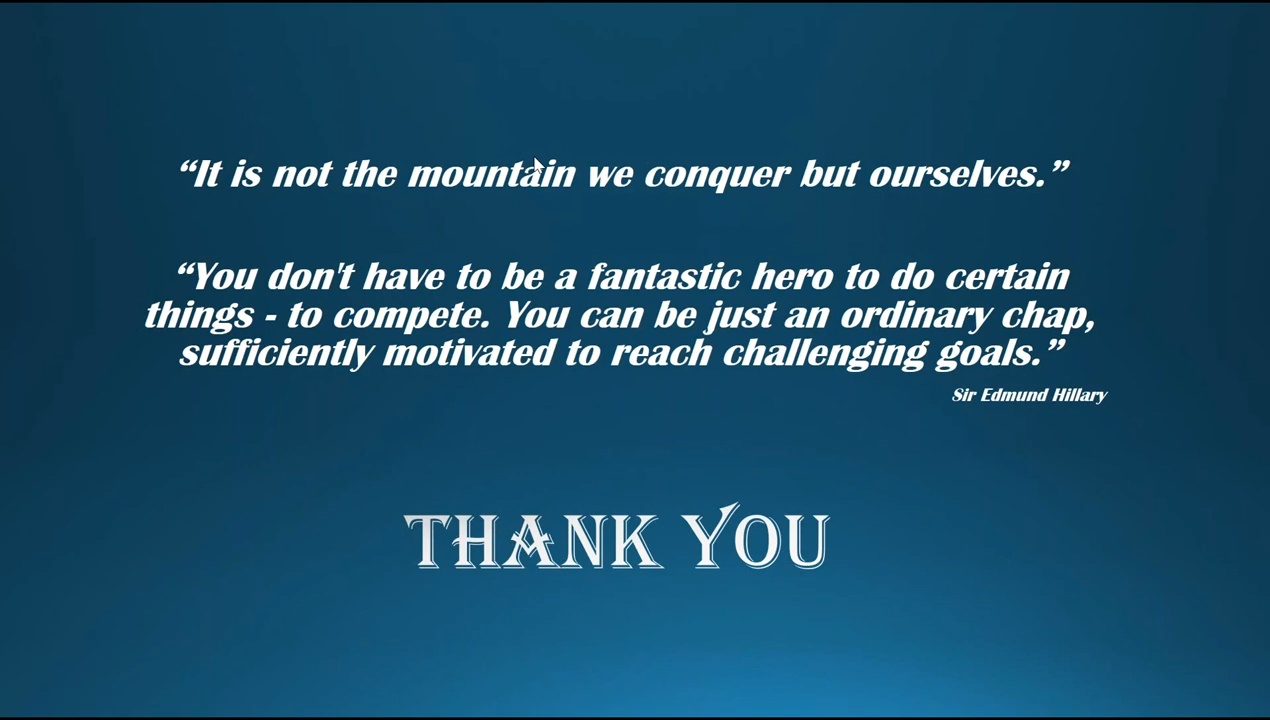 “It is not the mountain we conquer but ourselves.”
“You don't have to be a fantastic hero to do certain
things - to compete. You can be just an ordinary chap,
sufficiently motivated to reach challenging goals.”
Sir Edmund Hillary
THANK YOU